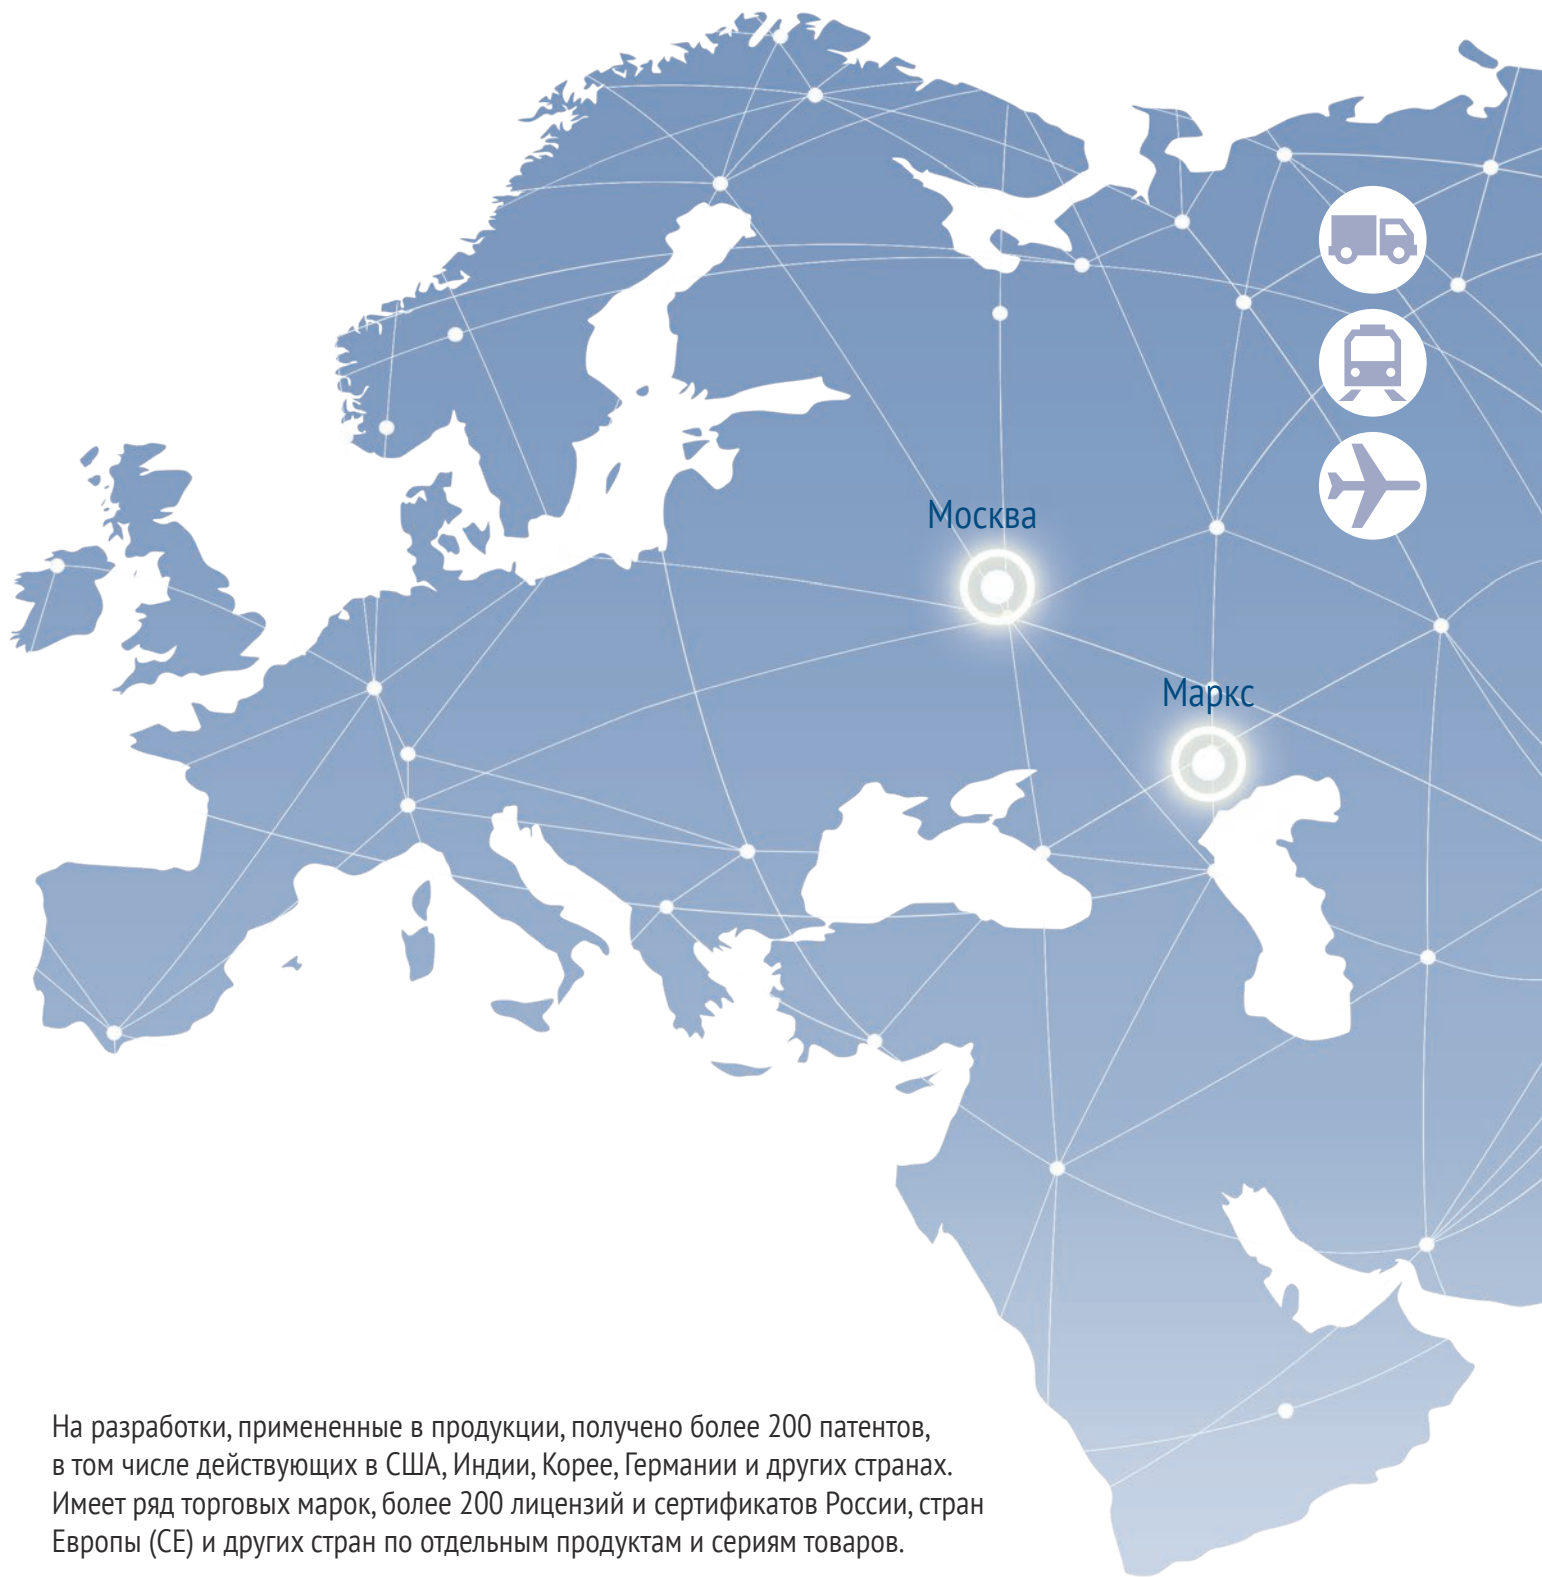 Москва
Маркс
На разработки, примененные в продукции, получено более 200 патентов,
в том числе действующих в США, Индии, Корее, Германии и других странах.
Имеет ряд торговых марок, более 200 лицензий и сертификатов России, стран
Европы (СЕ) и других стран по отдельным продуктам и сериям товаров.